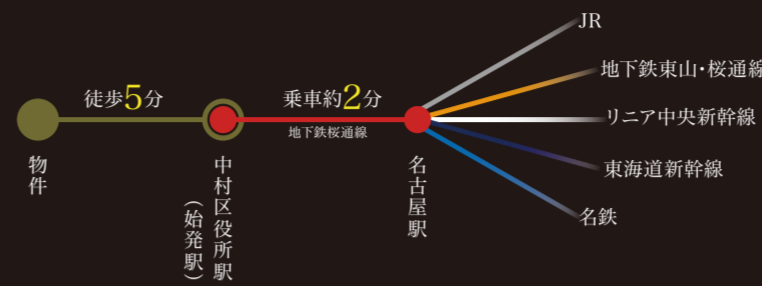 徒歩5分
乗車約2分
地下鉄桜通線
物件
中村区役所駅
(始発駅)
名古屋駅
JR
地下鉄東山・桜通線
リニア中央新幹線
東海道新幹線
名鉄